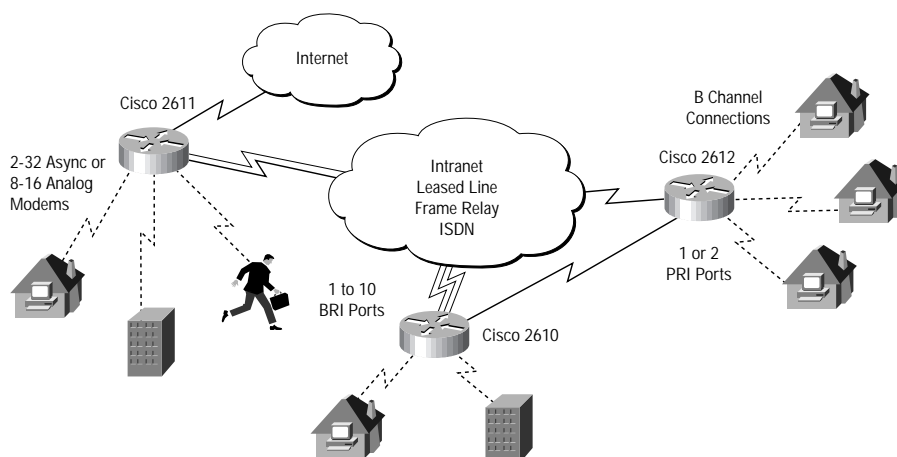 Internet
Cisco 2611
B Channel
Connections
2-32 Async or
8-16 Analog
Modems
Intranet
Leased Line
Frame Relay
ISDN
Cisco 2612
1 or 2
PRI Ports
1 to 10
BRI Ports
Cisco 2610